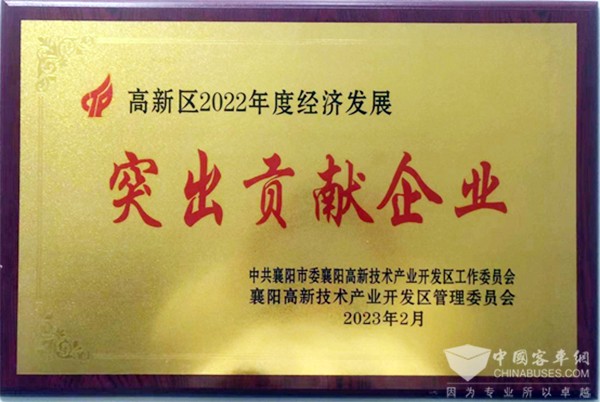 高新区2022年度经济发展
突出贡献企业
中共襄阳市委襄阳高新技术产业开发区工作委员会
襄阳高新技术产业开发区管理委员会
2023年2月
中國客车網
CHINABUSES.COM
因为专业所以卓越